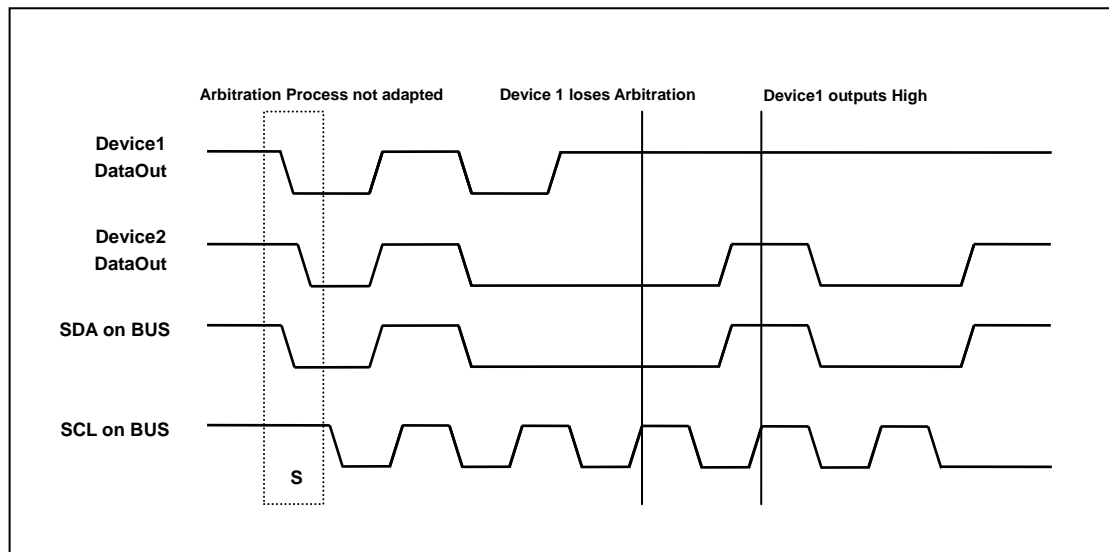 Arbitration Process not adapted
Device 1 loses Arbitration
Device1 outputs High
Device1
DataOut
Device2
DataOut
SDA on BUS
SCL on BUS
S